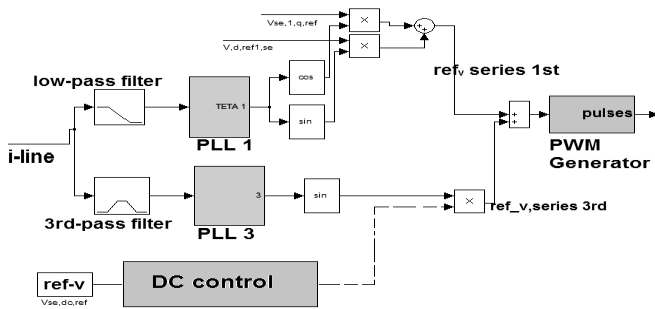 Vse,1,q,ref
V,d,ref1,se
×
++
×
refv series 1st
low-pass filter
cos
TETA 1
sin
+
+
pulses
PLL 1
PWM
Generator
i-line
3
sin
×
ref_v,series 3rd
3rd-pass filter
PLL 3
ref-v
DC control
Vse,dc,ref